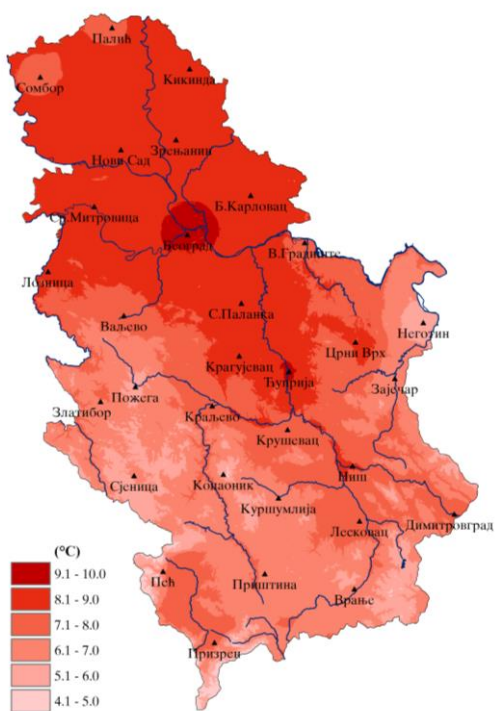 Палић
Кикинда
Сомбор
Зрењанин
Нови Сад
Б.Карловац
Ср.Митровица
Београд
В.Градиште
Лозница
С.Паланка
Ваљево
Неготин
Црни Врх
Крагујевац
Ћуприја
Зајечар
Пожега
Златибор
Краљево
Крушевац
Ниш
Сјеница
Копаоник
Куршумлија
Лесковац
Димитровград
Пећ
Приштина
Врање
Призрен
(°C)
9.1 - 10.0
8.1 - 9.0
7.1 - 8.0
6.1 - 7.0
5.1 - 6.0
4.1 - 5.0